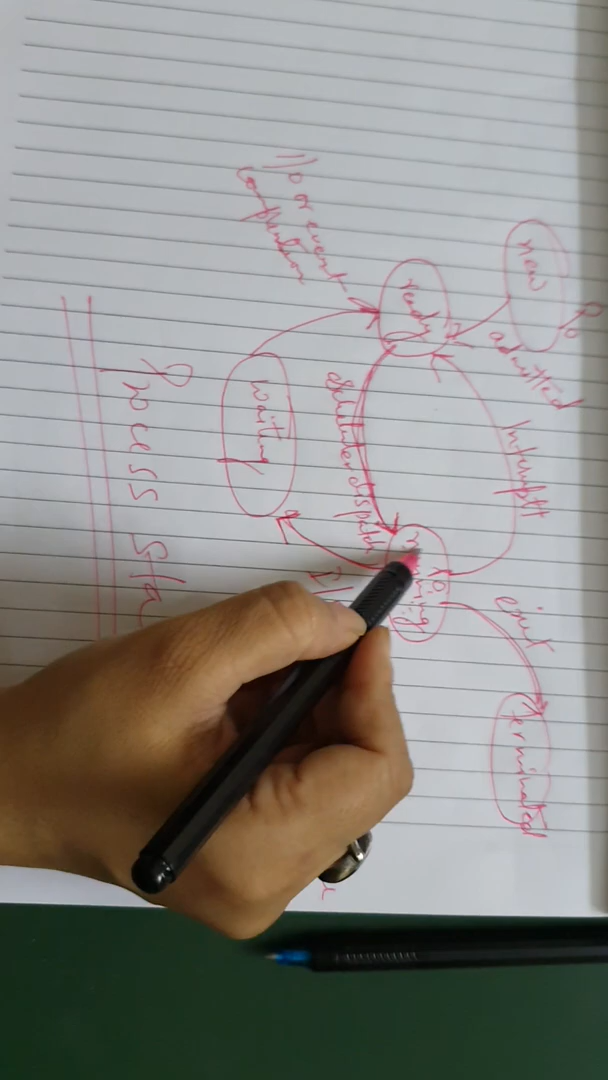 new
admitted
Interrupt
exit
terminated
ready
running
I/O or event
completion
scheduler dispatch
waiting
Process Sta